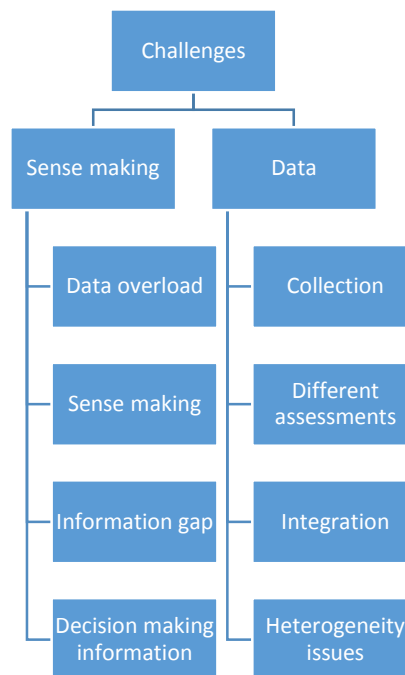 Challenges
Sense making
Data
Data overload
Collection
Sense making
Different
assessments
Information gap
Integration
Decision making
information
Heterogeneity
issues